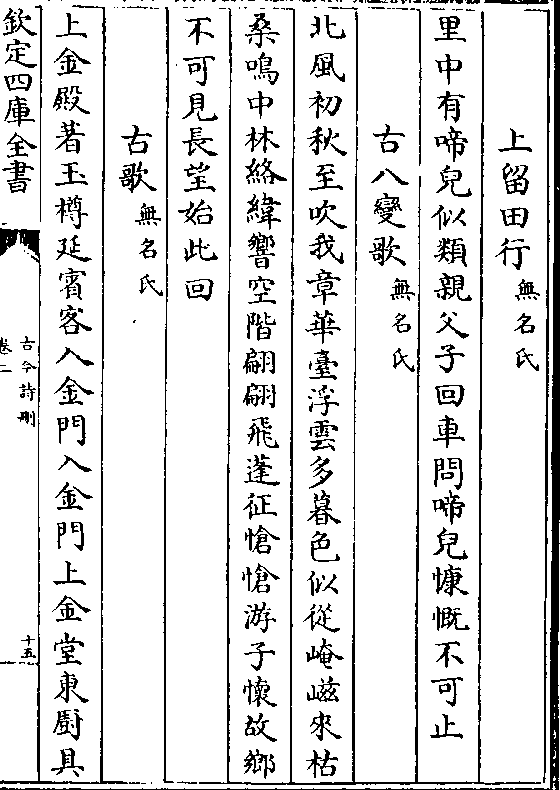 上留田行無名氏
里中有啼兒似類親父子回車問啼兒慷慨不可止
古八變歌無名氏
北風初秋至吹我章華臺浮雲多暮色似從崦嵫來枯
桑鳴中林絡緯響空階翩翩飛蓬征愴愴游子懷故鄉
不可見長望始此回
古歌無名氏
上金殿著玉樽延賓客入金門入金門上金堂東厨具
欽定四庫全書
古今詩刪
卷二
十五